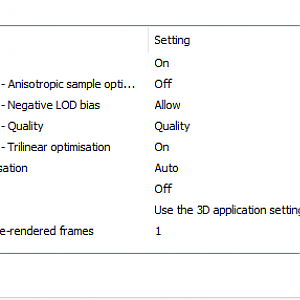 Setting
On
- Anisotropic sample opti... Off
- Negative LOD bias Allow
- Quality Quality
- Trilinear optimisation On
sation Auto
Off
Use the 3D application setting
e-rendered frames 1